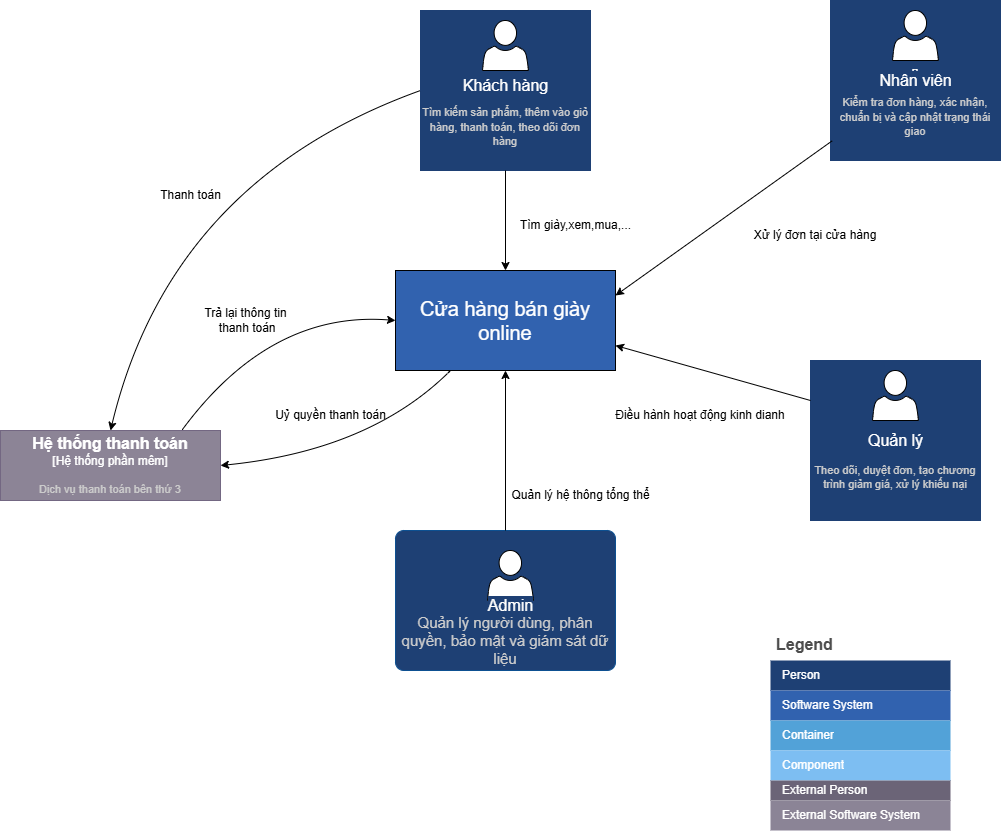 Khách hàng
Tìm kiếm sản phẩm, thêm vào giỏ
hàng, thanh toán, theo dõi đơn
hàng
Nhân viên
Kiểm tra đơn hàng, xác nhận,
chuẩn bị và cập nhật trạng thái
giao
Thanh toán
Tìm giày,xem,mua,...
Xử lý đơn tại cửa hảng
Cửa hàng bán giày
online
Trả lại thông tin
thanh toán
Uỷ quyền thanh toán
Điều hành hoạt động kinh dianh
Hệ thống thanh toán
[Hệ thống phần mêm]
Dịch vụ thanh toán bên thứ 3
Quản lý
Theo dõi, duyệt đơn, tạo chương
trình giảm giá, xử lý khiếu nại
Quản lý hệ thông tổng thể
Admin
Quản lý người dùng, phân
quyền, bảo mật và giám sát dữ
liệu
Legend
Person
Software System
Container
Component
External Person
External Software System